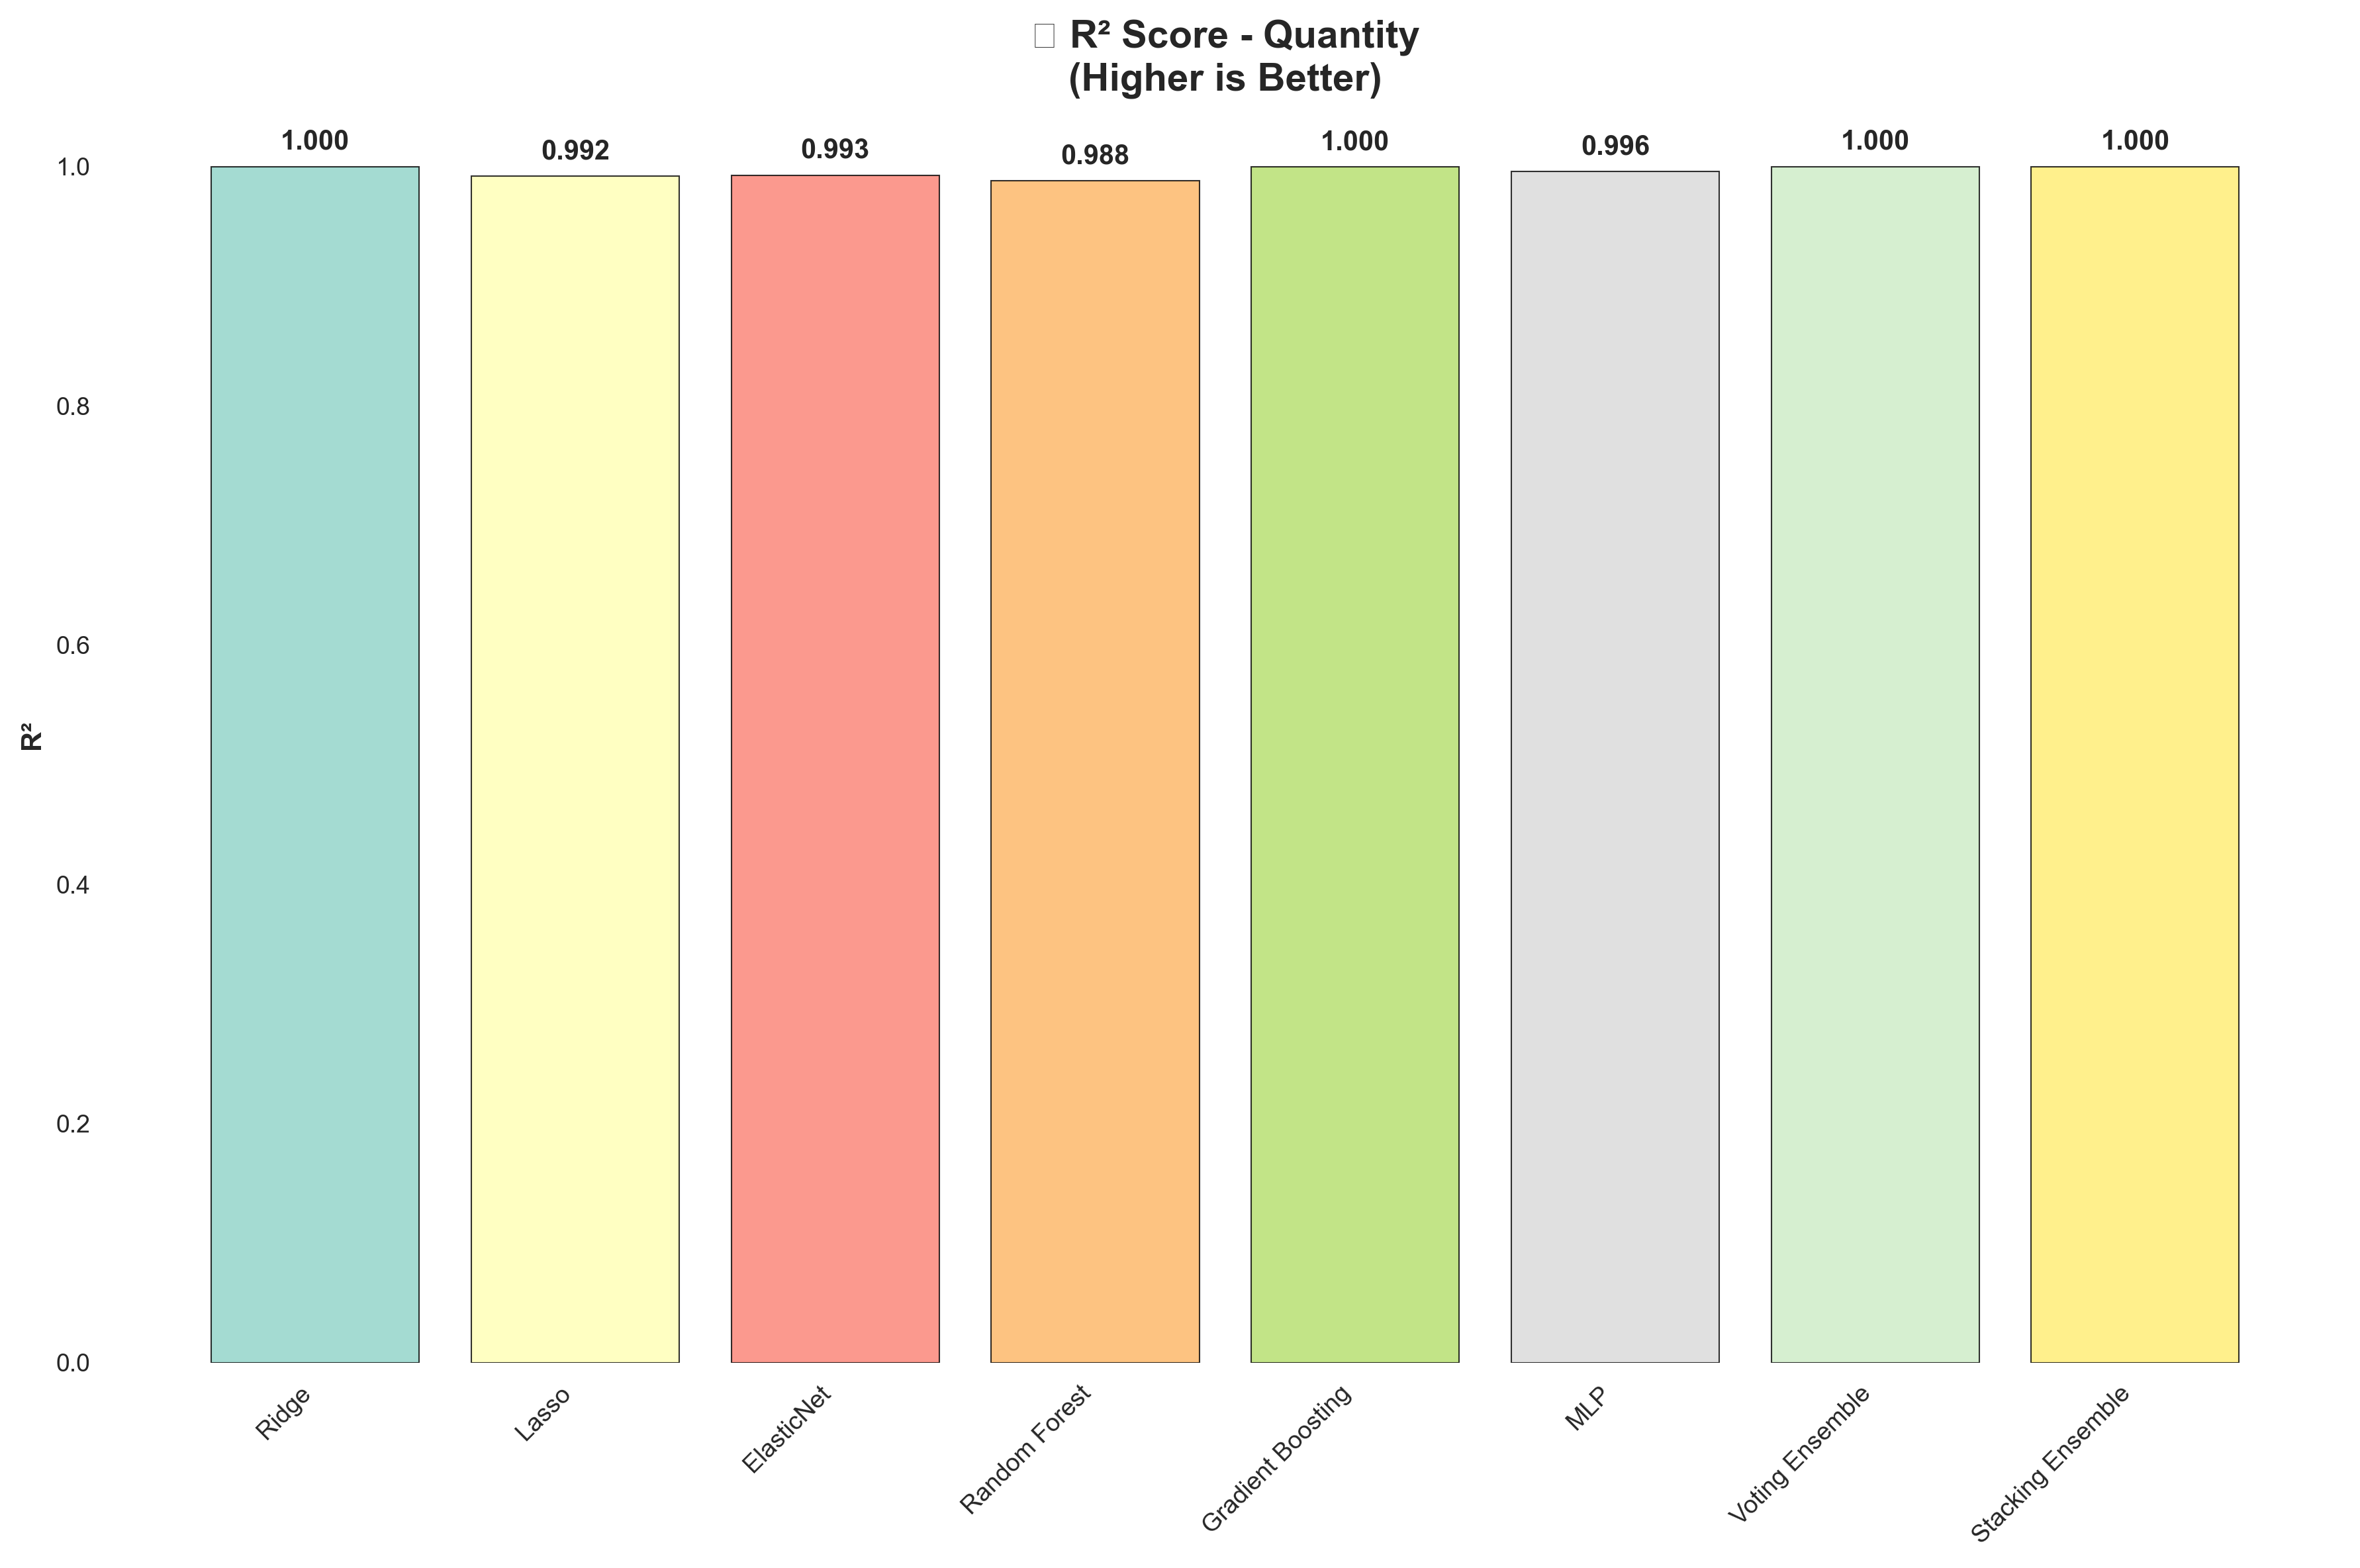 □ R² Score - Quantity
(Higher is Better)
1.000
0.992
0.993
0.988
1.000
0.996
1.000
1.000
1.0
0.8
0.6
0.4
0.2
0.0
R²
Ridge
Lasso
ElasticNet
Random Forest
Gradient Boosting
MLP
Voting Ensemble
Stacking Ensemble